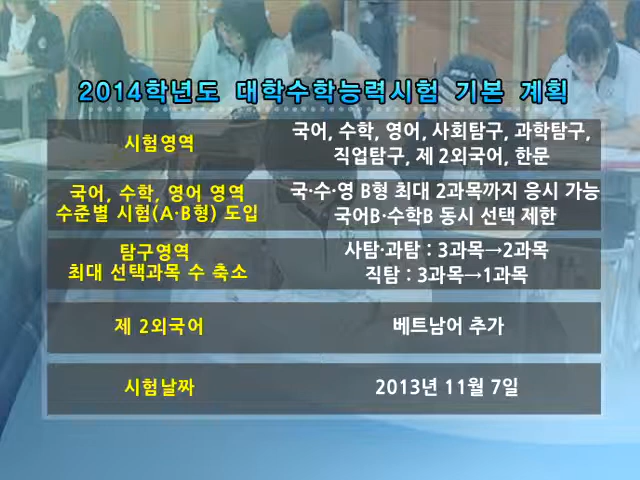 2014학년도 대학수학능력시험 기본 계획
시험영역
국어, 수학, 영어, 사회탐구, 과학탐구,
직업탐구, 제 2외국어, 한문
국어, 수학, 영어 영역
수준별 시험(A·B형) 도입
국·수·영 B형 최대 2과목까지 응시 가능
국어B·수학B 동시 선택 제한
탐구영역
최대 선택과목 수 축소
사탐·과탐 : 3과목→2과목
직탐 : 3과목→1과목
제 2외국어
베트남어 추가
시험날짜
2013년 11월 7일